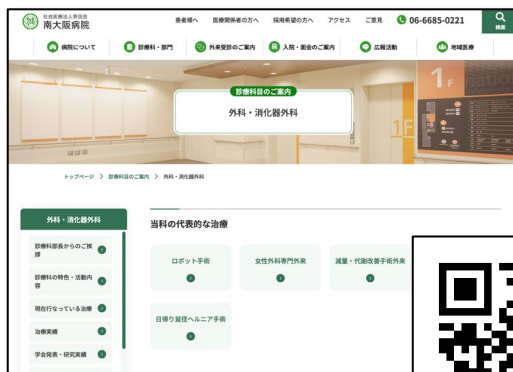 社会医療法人景岳会
南大阪病院
患者様へ
医療関係者の方へ
採用希望の方へ
アクセス
ご意見
06-6685-0221
検索
病院について
診療科・部門
外来受診のご案内
入院・面会のご案内
広報活動
地域医療
診療科目のご案内
外科・消化器外科
1F
1F
トップページ > 診療科目のご案内 > 外科・消化器外科
外科・消化器外科
診療科部長からのご挨
拶
診療科の特色・活動内
容
現在行なっている治療
治療実績
学会発表・研究実績
当科の代表的な治療
ロボット手術
女性外科専門外来
減量・代謝改善手術外来
日帰り鼠径ヘルニア手術